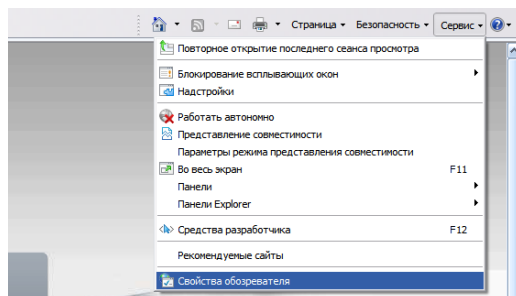 Страница Безопасность Сервис
Повторное открытие последнего сеанса просмотра
Блокирование всплывающих окон
Надстройки
Работать автономно
Представление совместимости
Параметры режима представления совместимости
Во весь экран F11
Панели
Панели Explorer
Средства разработчика F12
Рекомендуемые сайты
Свойства обозревателя